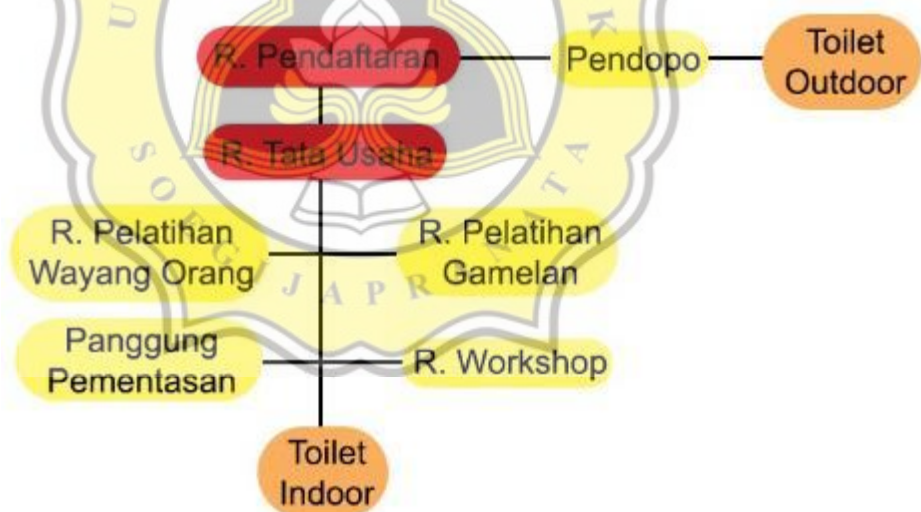 R. Pendaftaran
Pendopo
Toilet
Outdoor
R. Tata Usaha
R. Pelatihan
Wayang Orang
R. Pelatihan
Gamelan
Panggung
Pementasan
R. Workshop
Toilet
Indoor